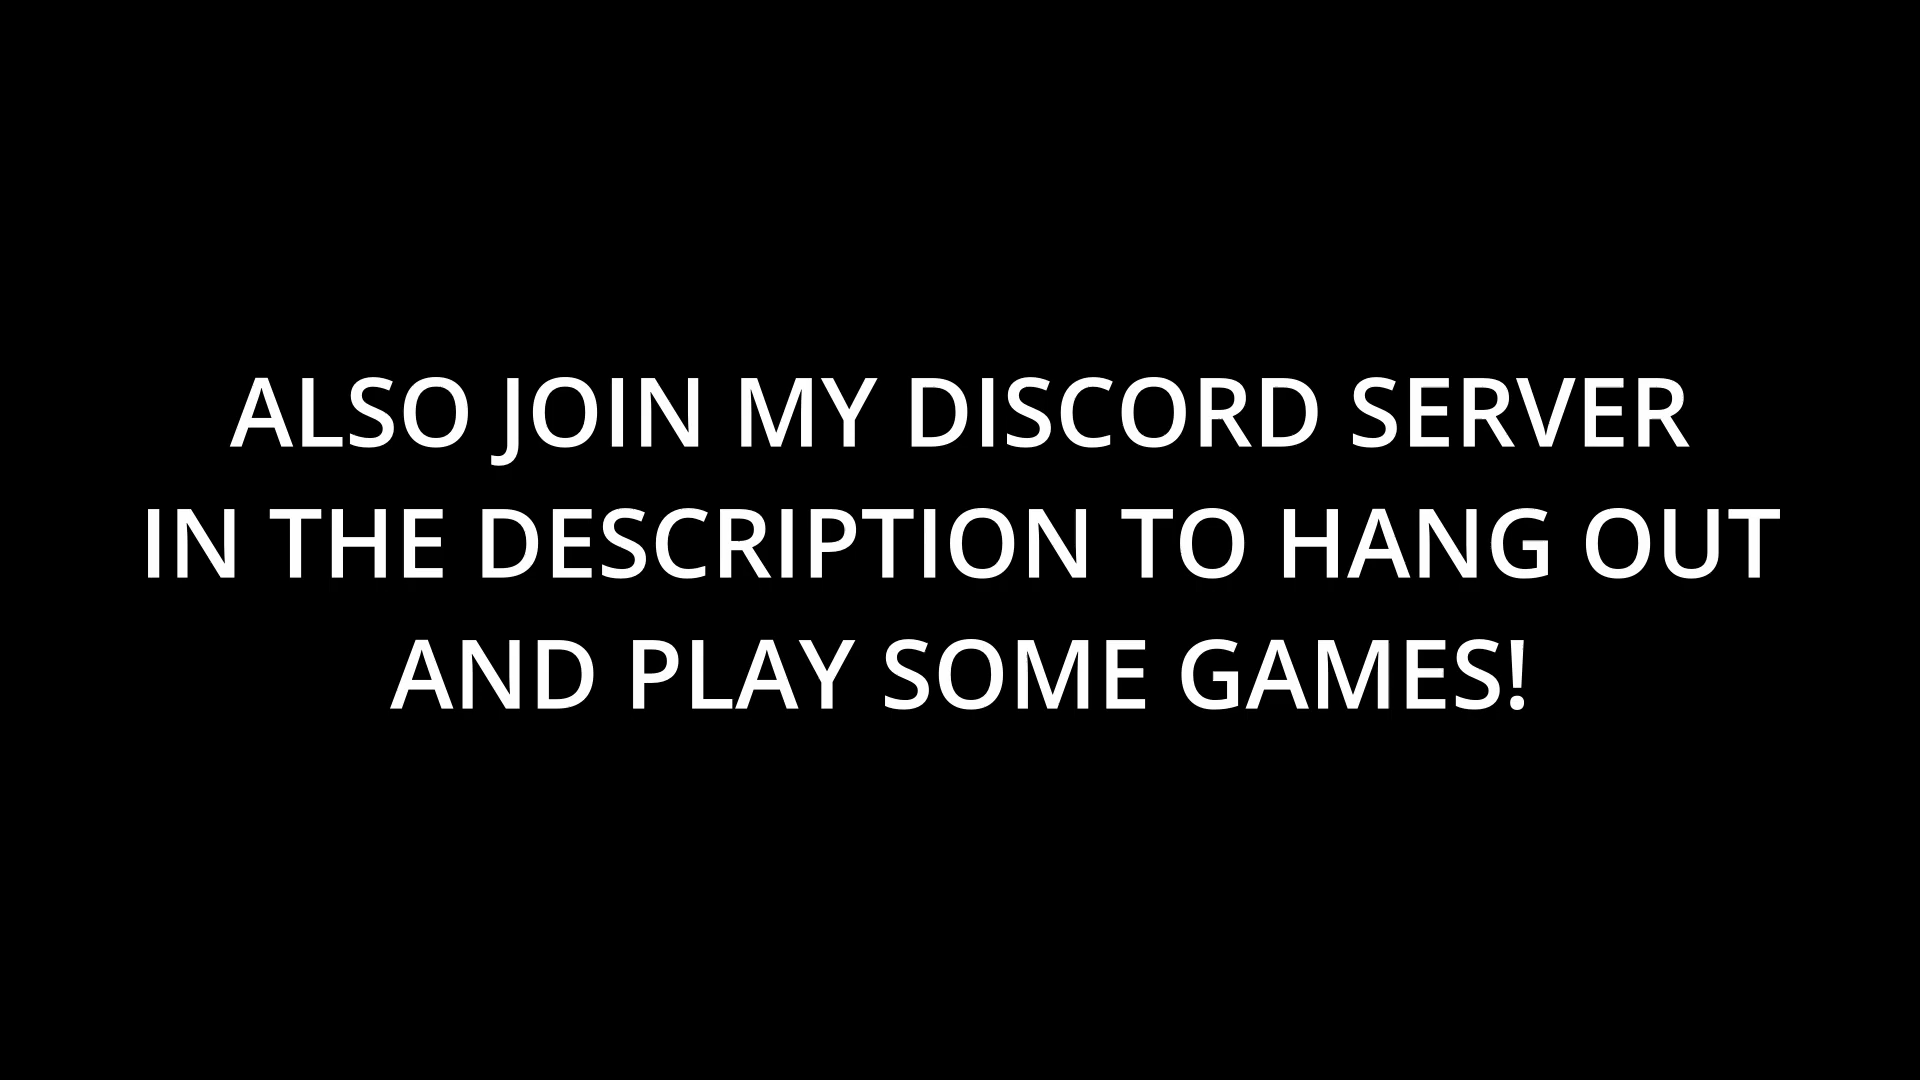 ALSO JOIN MY DISCORD SERVER
IN THE DESCRIPTION TO HANG OUT
AND PLAY SOME GAMES!